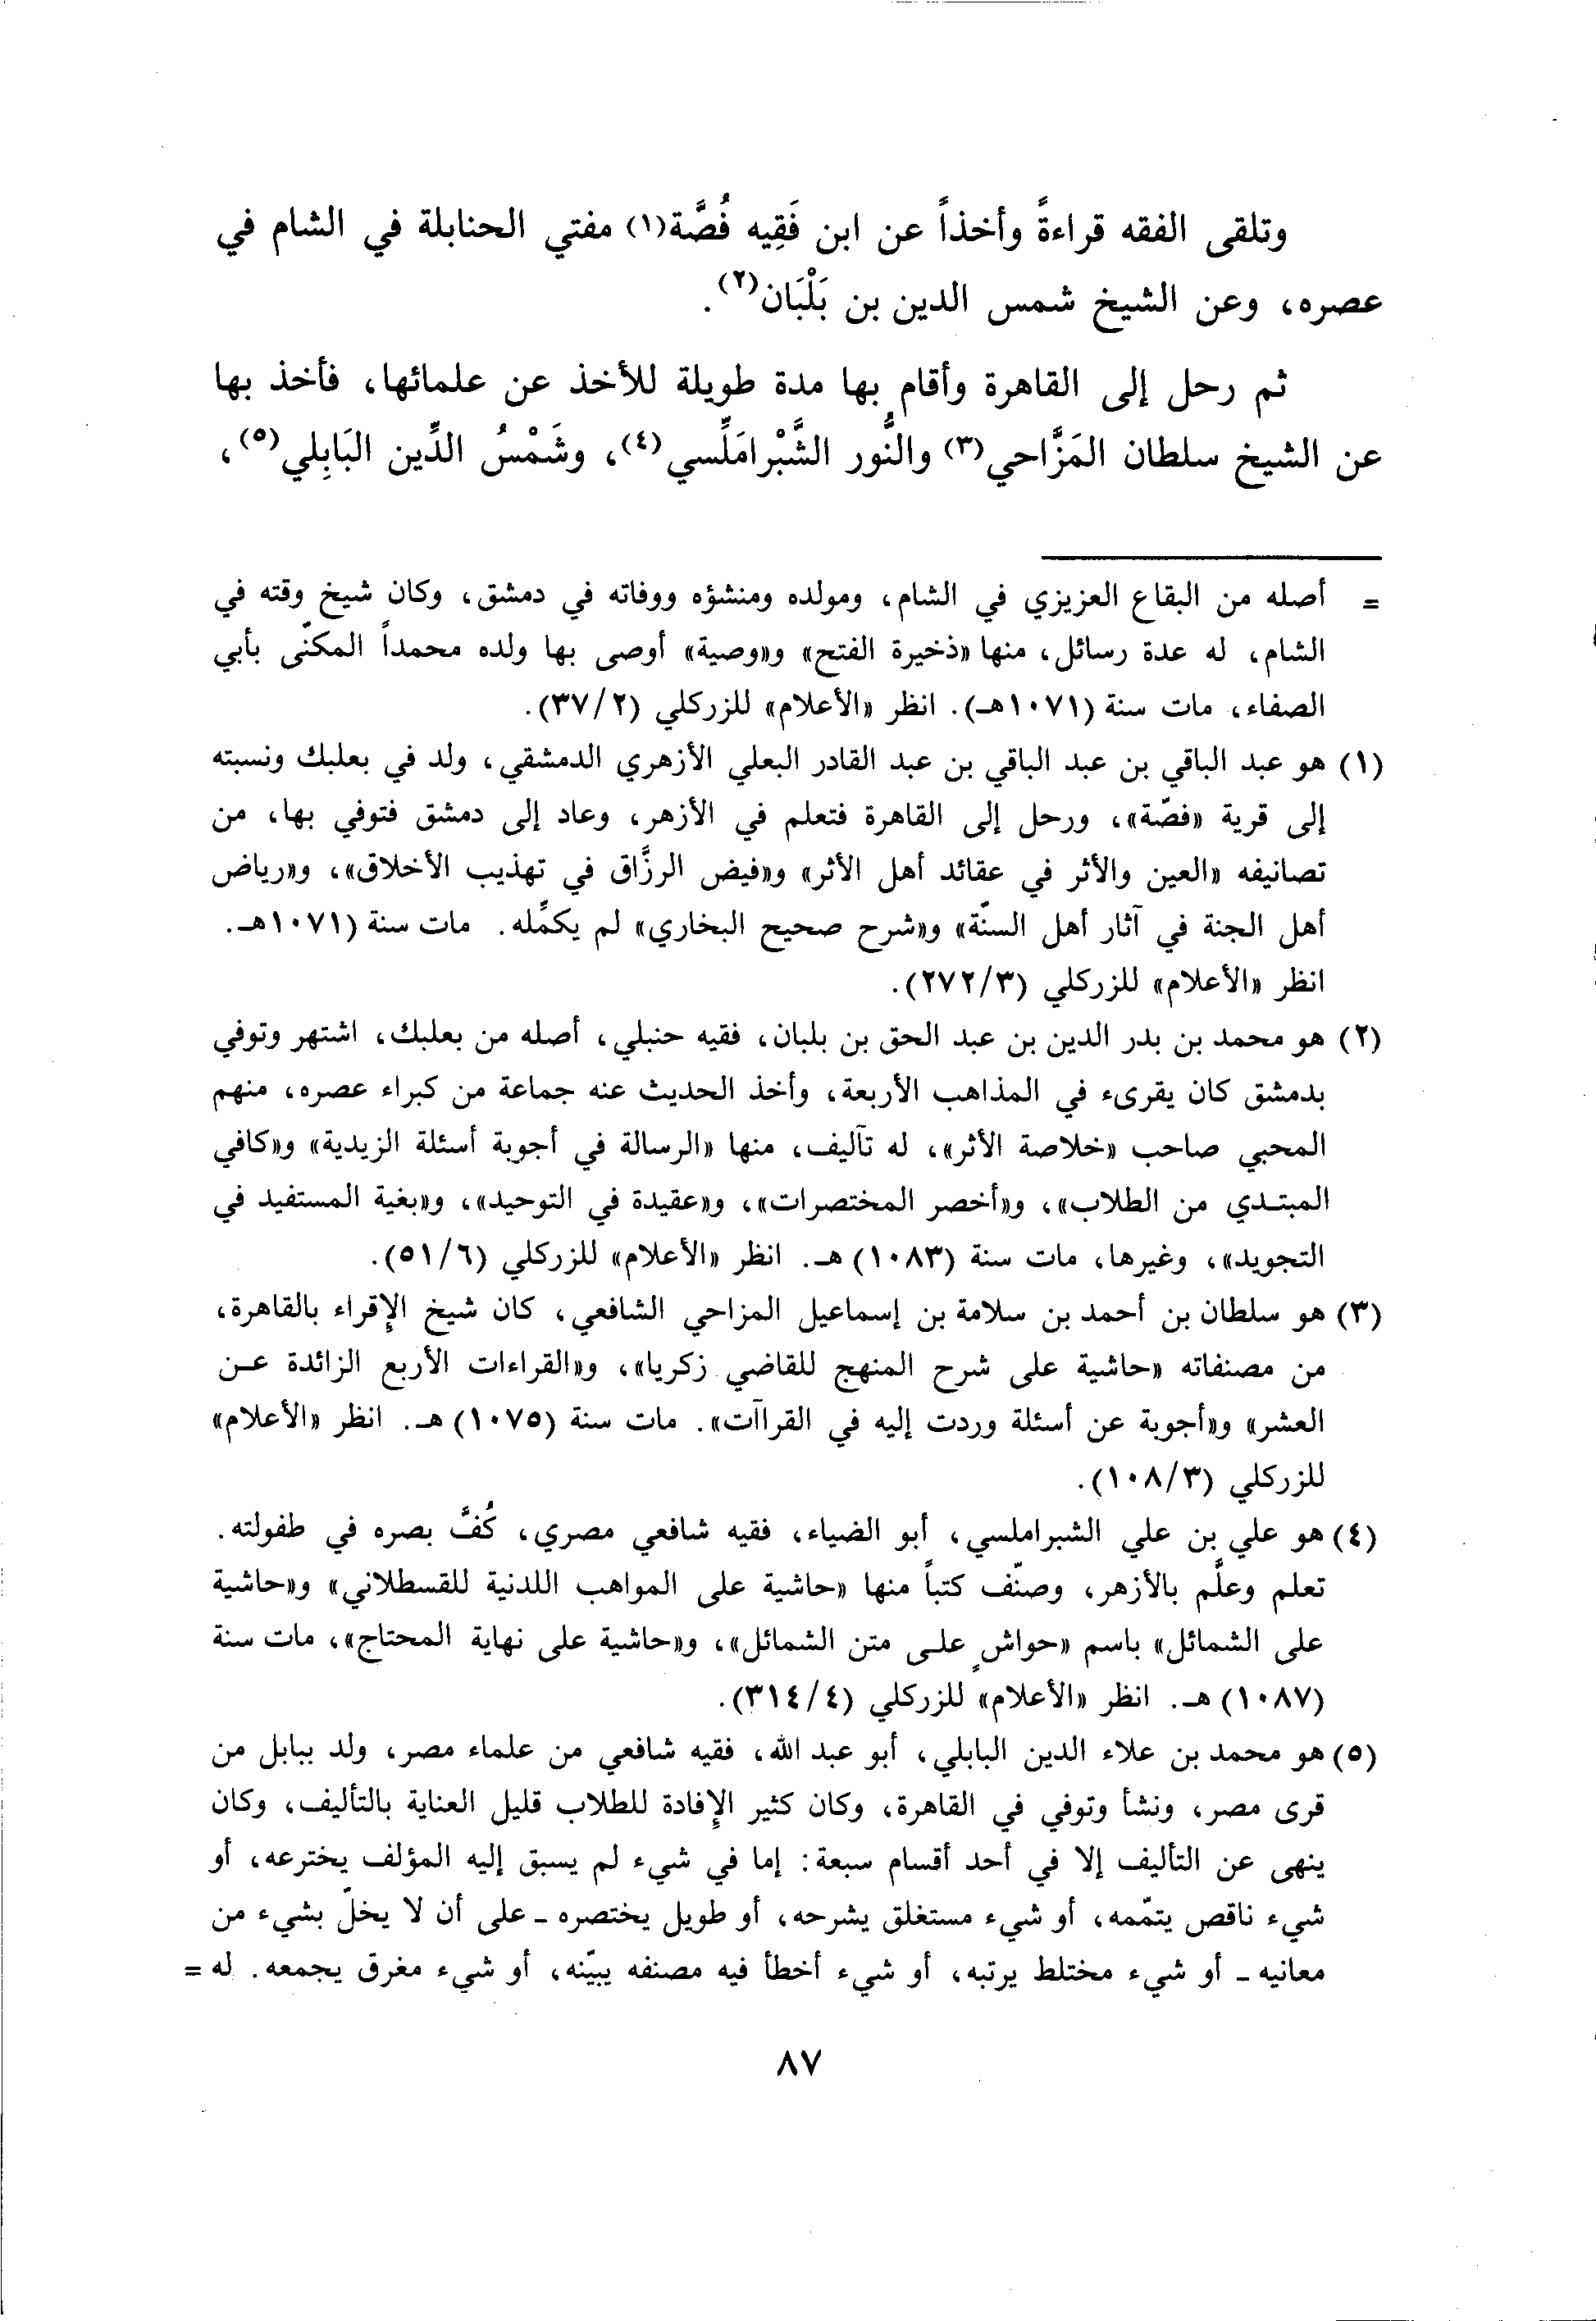 وتلقى الفقه قراءةً وأخذاً عن ابن فَقِيه فُصَّة(١) مفتي الحنابلة في الشام في
عصره، وعن الشيخ شمس الدين بن بَلْبَان(٢).
ثم رحل إلى القاهرة وأقام بها مدة طويلة للأخذ عن علمائها، فأخذ بها
عن الشيخ سلطان المَزَّاحي(٣) والنُّور الشَّبْرامَلِّسي(٤)، وشَمْسُ الدِّين البَابِلي(٥)،
= أصله من البقاع العزيزي في الشام، ومولده ومنشؤه ووفاته في دمشق، وكان شيخ وقته في
الشام، له عدة رسائل، منها «ذخيرة الفتح» و«وصية» أوصى بها ولده محمداً المكنّى بأبي
الصفاء، مات سنة (١٠٧١هـ). انظر «الأعلام» للزركلي (٣٧/٢).
(١) هو عبد الباقي بن عبد الباقي بن عبد القادر البعلي الأزهري الدمشقي، ولد في بعلبك ونسبته
إلى قرية «فصّة»، ورحل إلى القاهرة فتعلم في الأزهر، وعاد إلى دمشق فتوفي بها، من
تصانيفه «العين والأثر في عقائد أهل الأثر» و«فيض الرزَّاق في تهذيب الأخلاق»، و«رياض
أهل الجنة في آثار أهل السنّة» و«شرح صحيح البخاري» لم يكمِّله. مات سنة (١٠٧١هـ.
انظر «الأعلام» للزركلي (٢٧٢/٣).
(٢) هو محمد بن بدر الدين بن عبد الحق بن بلبان، فقيه حنبلي، أصله من بعلبك، اشتهر وتوفي
بدمشق كان يقرىء في المذاهب الأربعة، وأخذ الحديث عنه جماعة من كبراء عصره، منهم
المحبي صاحب «خلاصة الأثر»، له تآليف، منها «الرسالة في أجوبة أسئلة الزيدية» و«كافي
المبتدي من الطلاب»، و«أخصر المختصرات»، و«عقيدة في التوحيد»، و«بغية المستفيد في
التجويد»، وغيرها، مات سنة (١٠٨٣) هـ. انظر «الأعلام» للزركلي (٥١/٦).
(٣) هو سلطان بن أحمد بن سلامة بن إسماعيل المزاحي الشافعي، كان شيخ الإقراء بالقاهرة،
من مصنفاته «حاشية على شرح المنهج للقاضي زكريا»، و«القراءات الأربع الزائدة عن
العشر» و«أجوبة عن أسئلة وردت إليه في القراآت». مات سنة (١٠٧٥) هـ. انظر «الأعلام»
للزركلي (١٠٨/٣).
(٤) هو علي بن علي الشبراملسي، أبو الضياء، فقيه شافعي مصري، كُفَّ بصره في طفولته.
تعلم وعلَّم بالأزهر، وصنّف كتباً منها «حاشية على المواهب اللدنية للقسطلاني» و«حاشية
على الشمائل» باسم «حواشٍ على متن الشمائل»، و«حاشية على نهاية المحتاج»، مات سنة
(١٠٨٧) هـ. انظر «الأعلام» للزركلي (٣١٤/٤).
(٥) هو محمد بن علاء الدين البابلي، أبو عبد الله، فقيه شافعي من علماء مصر، ولد ببابل من
قرى مصر، ونشأ وتوفي في القاهرة، وكان كثير الإفادة للطلاب قليل العناية بالتأليف، وكان
ينهى عن التأليف إلا في أحد أقسام سبعة: إما في شيء لم يسبق إليه المؤلف يخترعه، أو
شيء ناقص يتمّمه، أو شيء مستغلق يشرحه، أو طويل يختصره ـ على أن لا يخلّ بشيء من
معانيه ـ أو شيء مختلط يرتبه، أو شيء أخطأ فيه مصنفه يبيّنه، أو شيء مغرق يجمعه. له =
٨٧